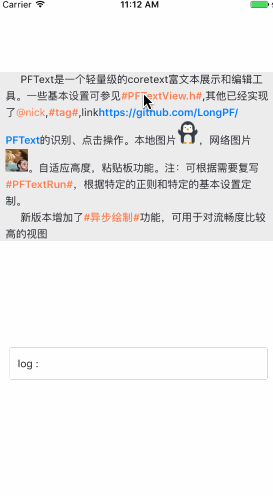 Carrier 11:12 AM
PFText是一个轻量级的coretext富文本展示和编辑工
具。一些基本设置可参见#PFTextView.h#,其他已经实现
了@nick,#tag#,linkhttps://github.com/LongPF/
PFText的识别、点击操作。本地图片，网络图片
。自适应高度，粘贴板功能。注：可根据需要复写
#PFTextRun#，根据特定的正则和特定的基本设置定
制。
新版本增加了#异步绘制#功能，可用于对流畅度比较
高的视图
log :